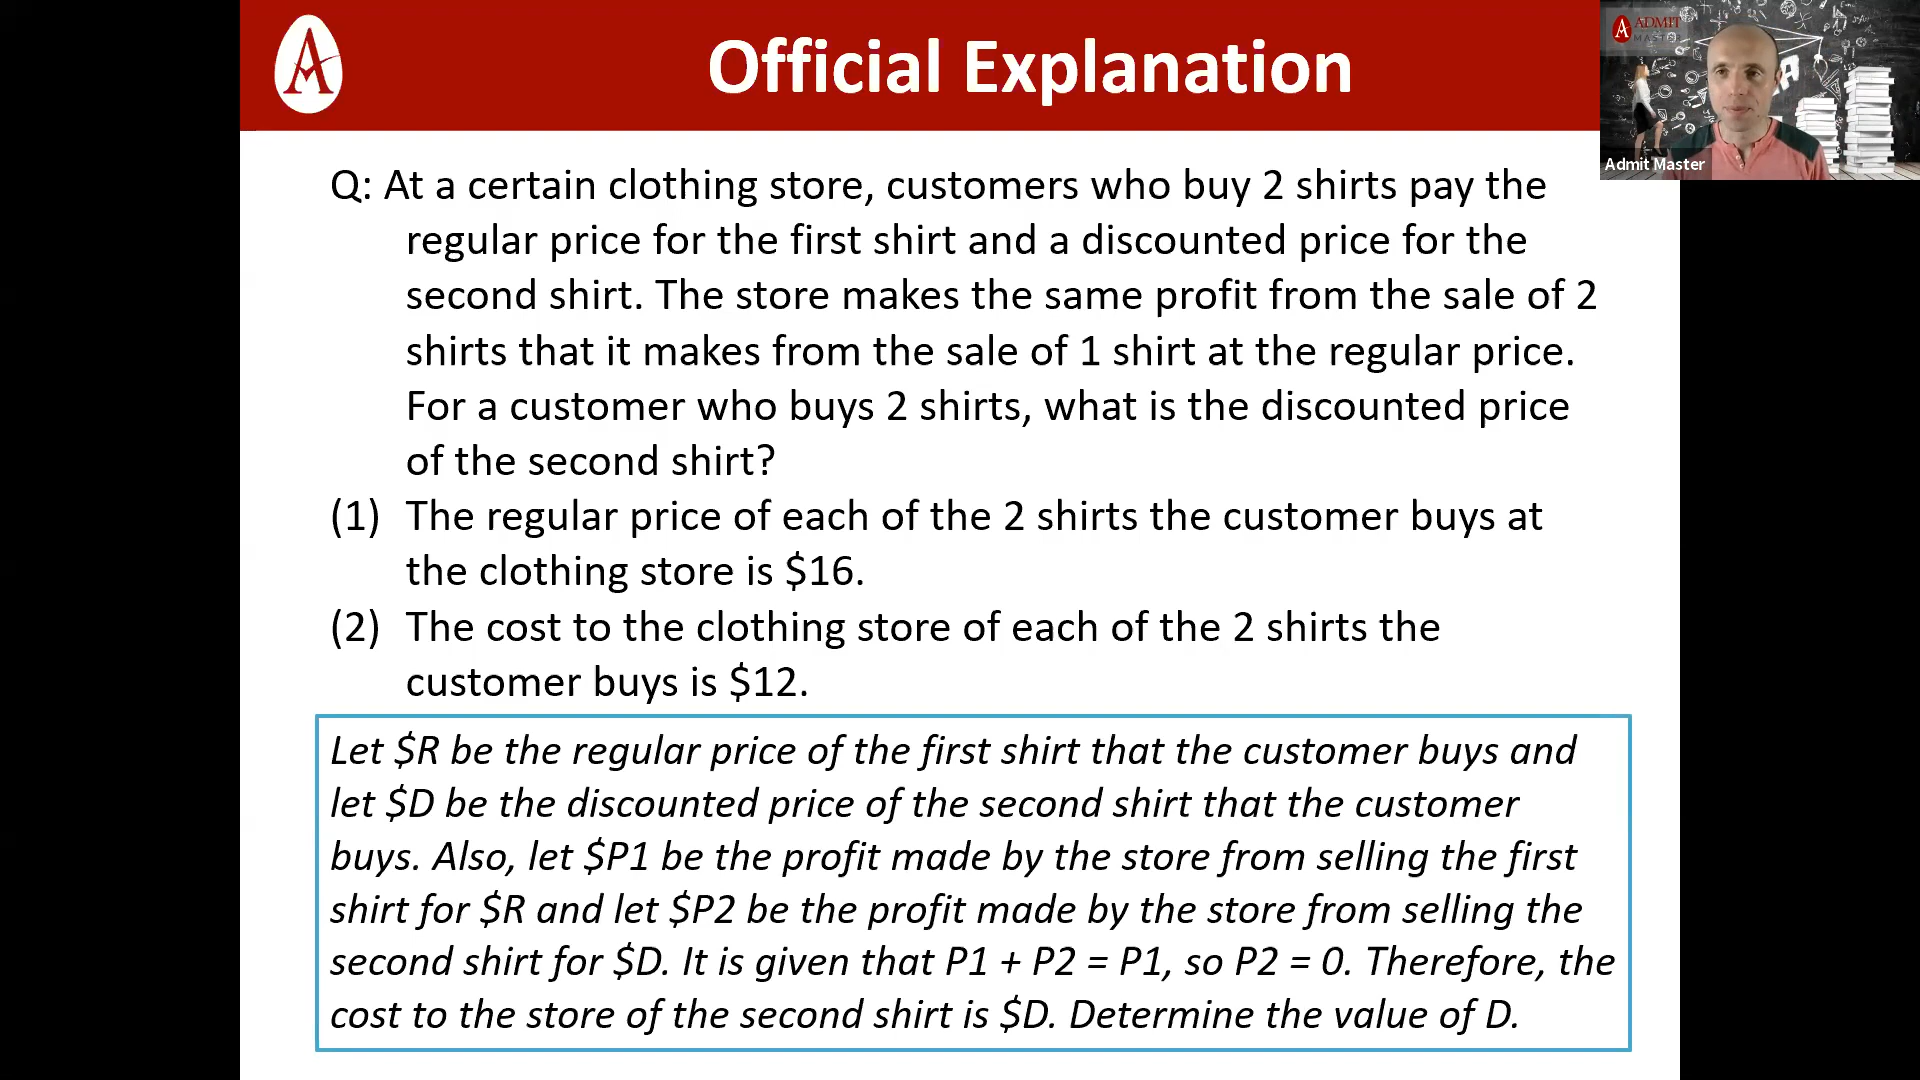 Official Explanation
ADMIT
MASTER
Admit Master
Q: At a certain clothing store, customers who buy 2 shirts pay the
regular price for the first shirt and a discounted price for the
second shirt. The store makes the same profit from the sale of 2
shirts that it makes from the sale of 1 shirt at the regular price.
For a customer who buys 2 shirts, what is the discounted price
of the second shirt?
(1) The regular price of each of the 2 shirts the customer buys at
the clothing store is $16.
(2) The cost to the clothing store of each of the 2 shirts the
customer buys is $12.
Let $R be the regular price of the first shirt that the customer buys and
let $D be the discounted price of the second shirt that the customer
buys. Also, let $P1 be the profit made by the store from selling the first
shirt for $R and let $P2 be the profit made by the store from selling the
second shirt for $D. It is given that P1 + P2 = P1, so P2 = 0. Therefore, the
cost to the store of the second shirt is $D. Determine the value of D.